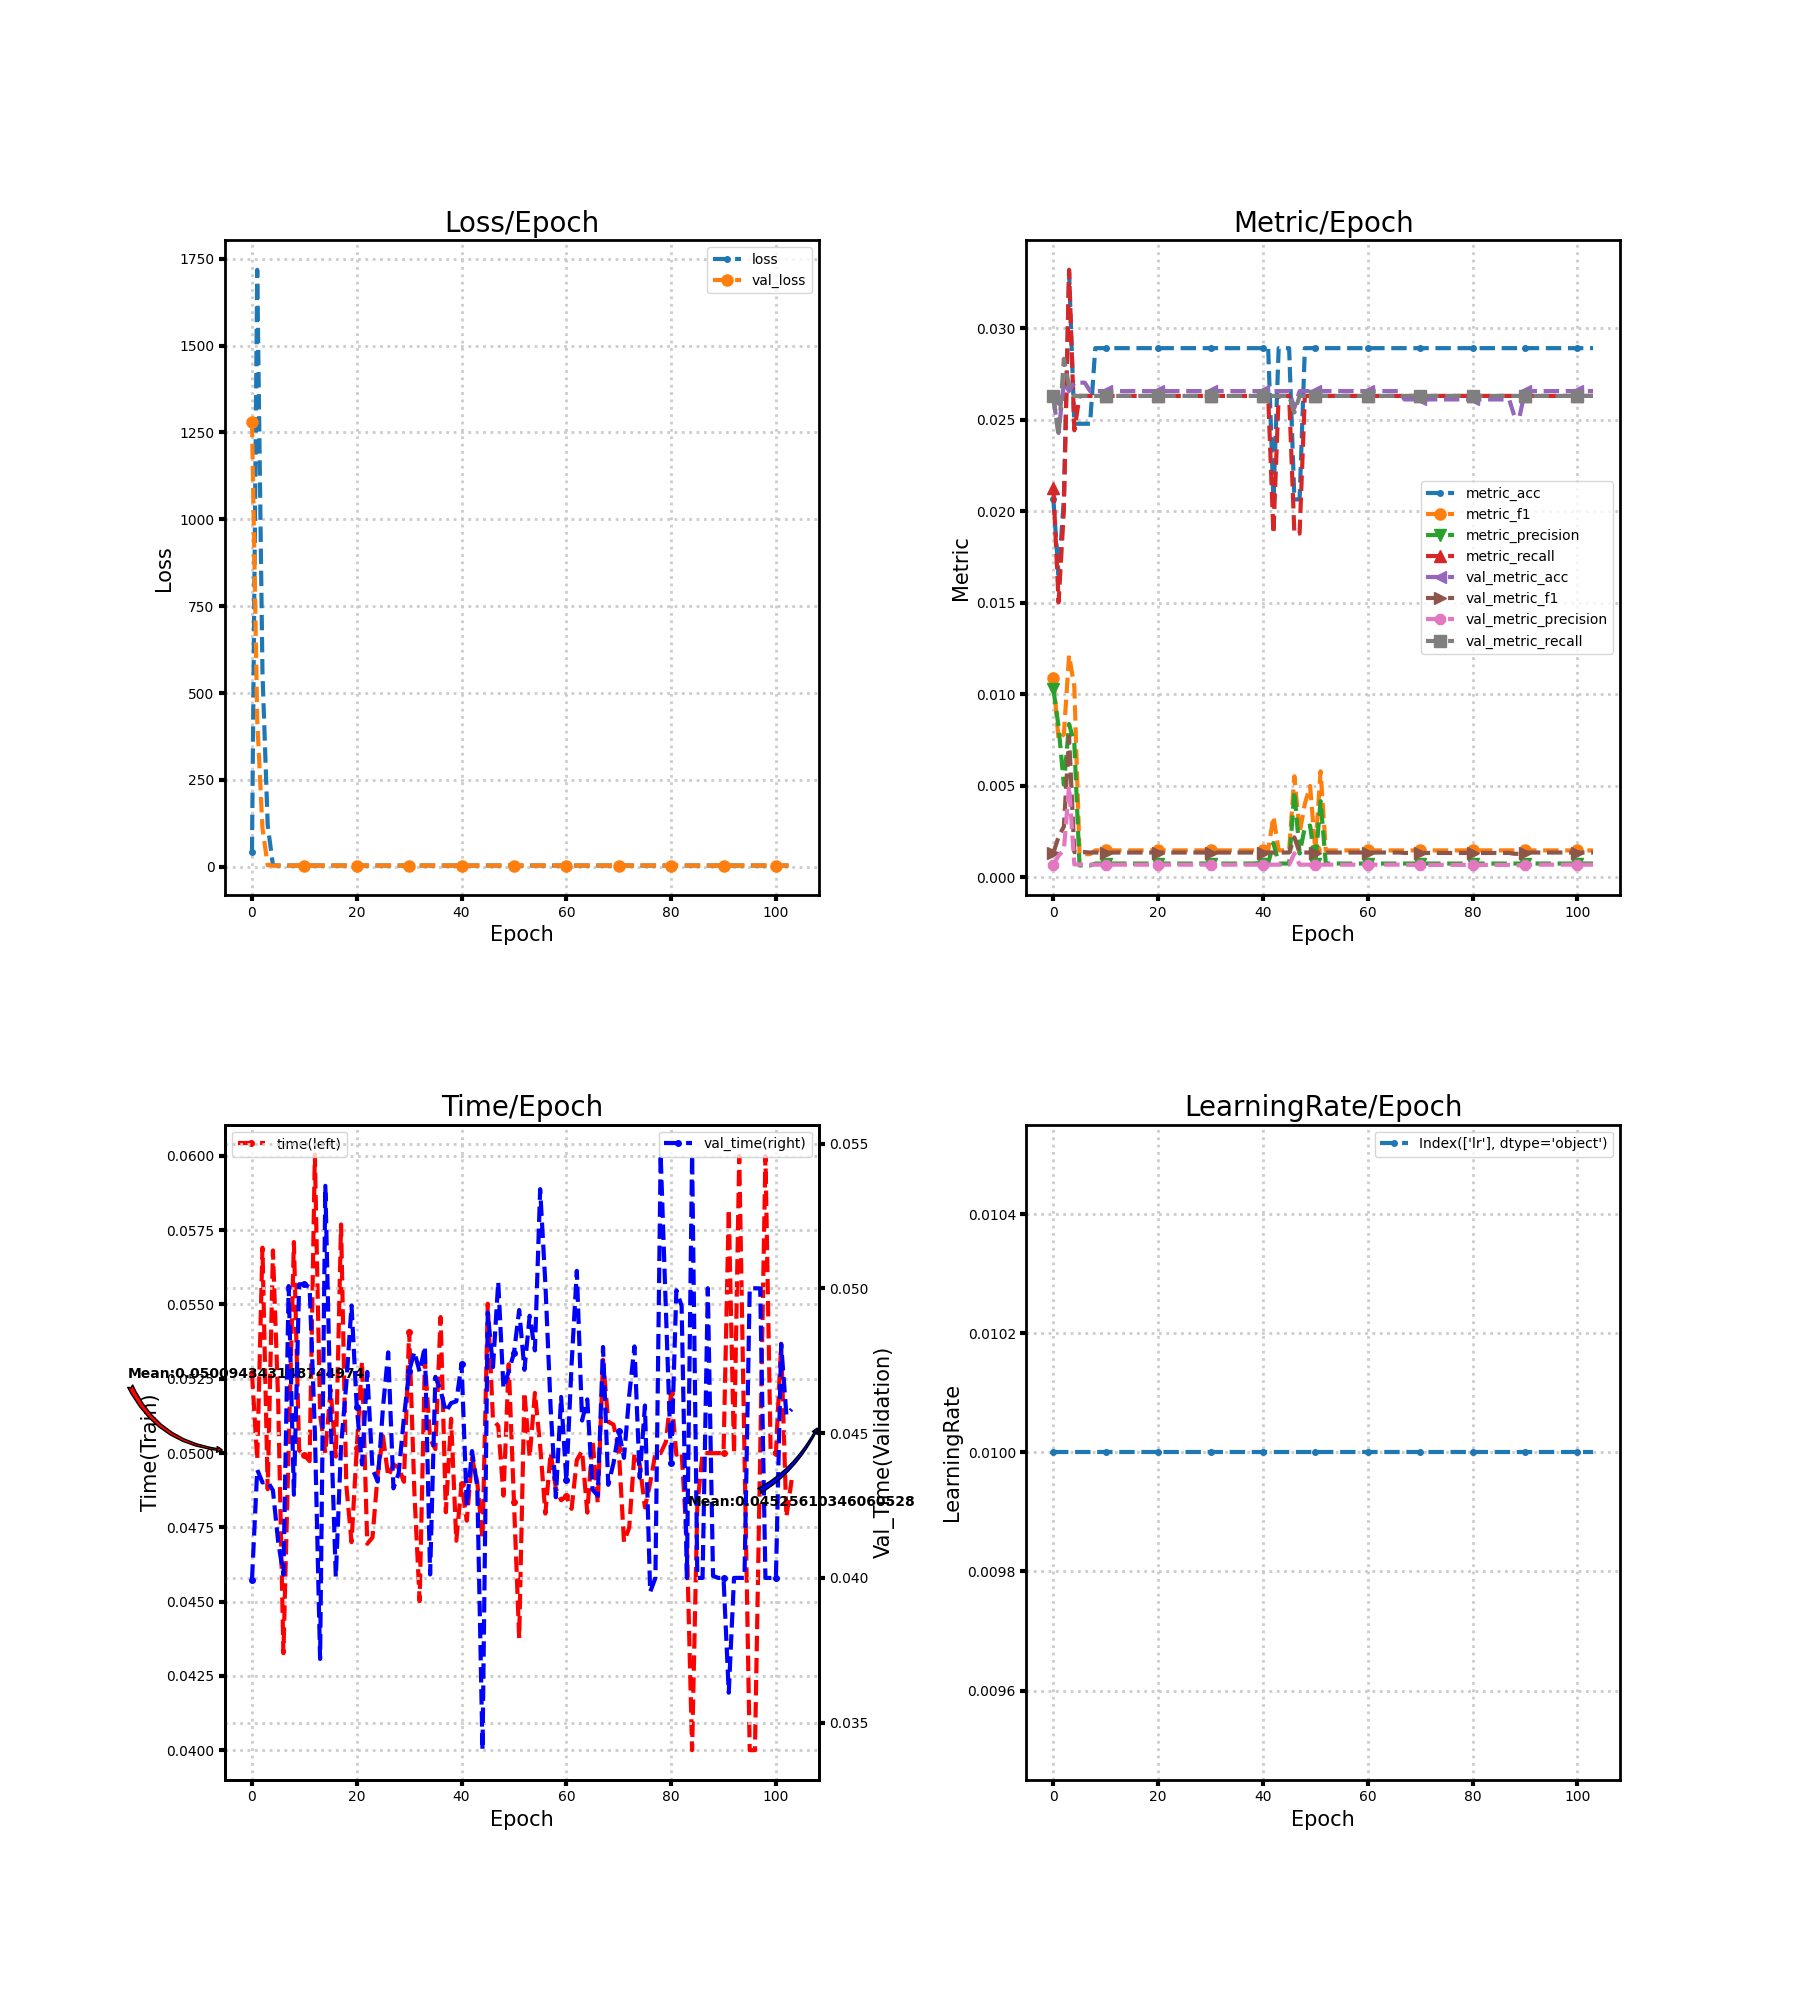 Loss/Epoch
1750
1500
1250
1000
750
500
250
0
Loss
0 20 40 60 80 100
Epoch
loss
val_loss
Metric/Epoch
0.030
0.025
0.020
0.015
0.010
0.005
0.000
Metric
0 20 40 60 80 100
Epoch
metric_acc
metric_f1
metric_precision
metric_recall
val_metric_acc
val_metric_f1
val_metric_precision
val_metric_recall
Time/Epoch
time(left)
val_time(right)
0.0600
0.0575
0.0550
0.0525
0.0500
0.0475
0.0450
0.0425
0.0400
Time(Train)
0.055
0.050
0.045
0.040
0.035
Val_Time(Validation)
Mean:0.04525610346060528
0 20 40 60 80 100
Epoch
LearningRate/Epoch
Index(['lr'], dtype='object')
0.0104
0.0102
0.0100
0.0098
0.0096
LearningRate
0 20 40 60 80 100
Epoch